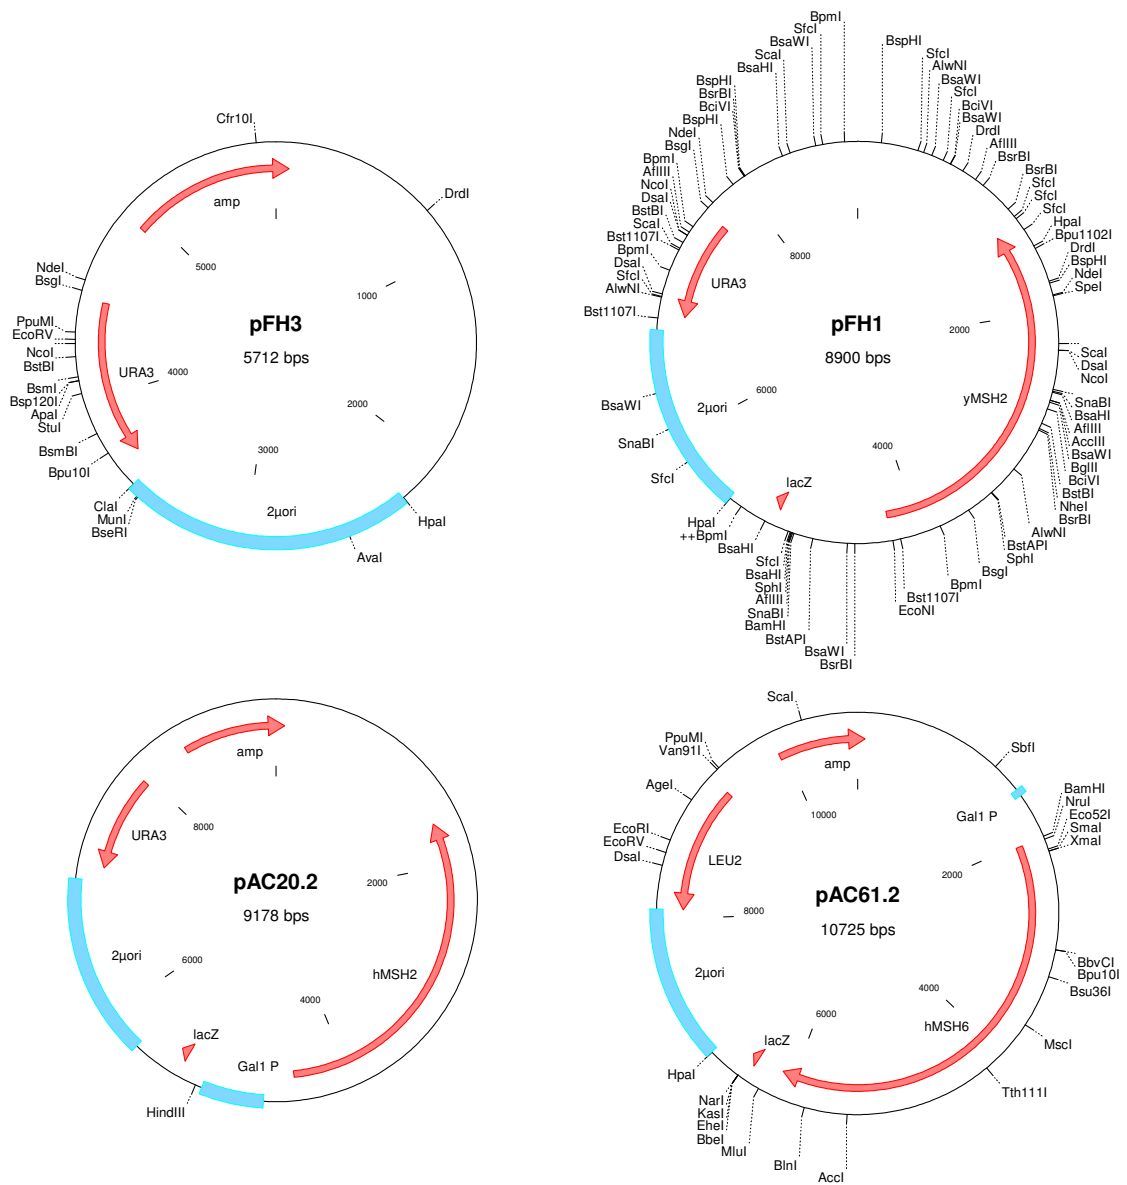 Cfr10I
DrdI
amp
5000
1000
NdeI
BsgI
PpuMI
EcoRV
NcoI
BstBI
BsmI
Bsp120I
ApaI
StuI
BsmBI
Bpu10I
ClaI
MunI
BseRI
URA3
4000
pFH3
5712 bps
2000
3000
2µori
HpaI
AvaI
BpmI
SfcI
BsaWI
ScaI
BsaHI
BspHI
BsrBI
BciVI
BspHI
NdeI
BsgI
BpmI
AflIII
NcoI
DsaI
BstBI
ScaI
Bst1107I
BpmI
DsaI
SfcI
AlwNI
Bst1107I
BsaWI
SnaBI
SfcI
HpaI
++BpmI
BsaHI
SfcI
BsaHI
SphI
AflIII
SnaBI
BamHI
BstAPI
BsaWI
BsrBI
BspHI
SfcI
AlwNI
BsaWI
SfcI
BciVI
BsaWI
DrdI
AflIII
BsrBI
BsrBI
SfcI
SfcI
SfcI
HpaI
Bpu1102I
DrdI
BspHI
NdeI
SpeI
ScaI
DsaI
NcoI
SnaBI
BsaHI
AflIII
AccIII
BsaWI
BglII
BciVI
BstBI
NheI
BsrBI
AlwNI
BstAPI
SphI
BsgI
BpmI
Bst1107I
EcoNI
8000
URA3
pFH1
8900 bps
2000
6000
2µori
yMSH2
4000
lacZ
amp
URA3
8000
pAC20.2
9178 bps
2000
2µori
6000
hMSH2
4000
lacZ
Gal1 P
HindIII
ScaI
PpuMI
Van91I
AgeI
EcoRI
EcoRV
DsaI
amp
SbfI
10000
Gal1 P
BamHI
NruI
Eco52I
SmaI
XmaI
LEU2
2000
pAC61.2
10725 bps
8000
2µori
4000
6000
hMSH6
lacZ
BbvCI
Bpu10I
Bsu36I
MscI
Tth111I
HpaI
NarI
KasI
EheI
BbeI
MluI
BlnI
AccI